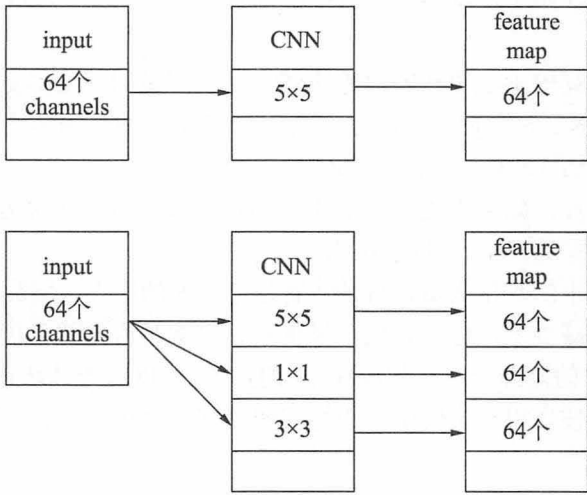 input
CNN
feature
map
64个
channels
5×5
64个
input
CNN
feature
map
64个
channels
5×5
64个
1×1
64个
3×3
64个